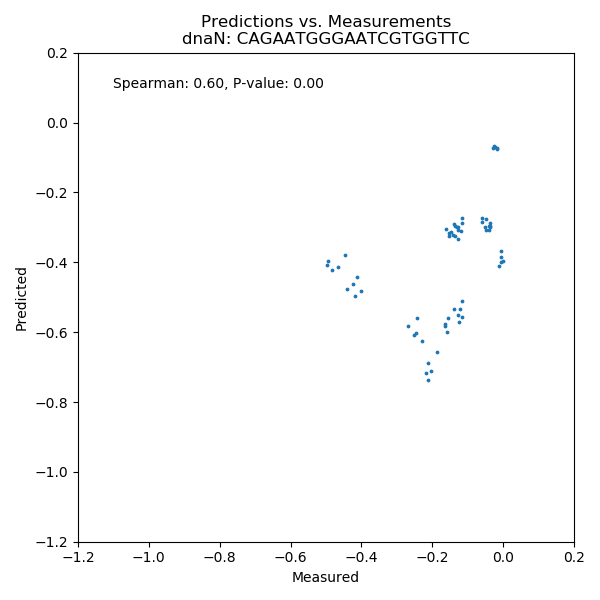 Predictions vs. Measurements
dnaN: CAGAATGGGAATCGTGGTTC
Spearman: 0.60, P-value: 0.00
Predicted
0.2
0.0
−0.2
−0.4
−0.6
−0.8
−1.0
−1.2
−1.2 −1.0 −0.8 −0.6 −0.4 −0.2 0.0 0.2
Measured